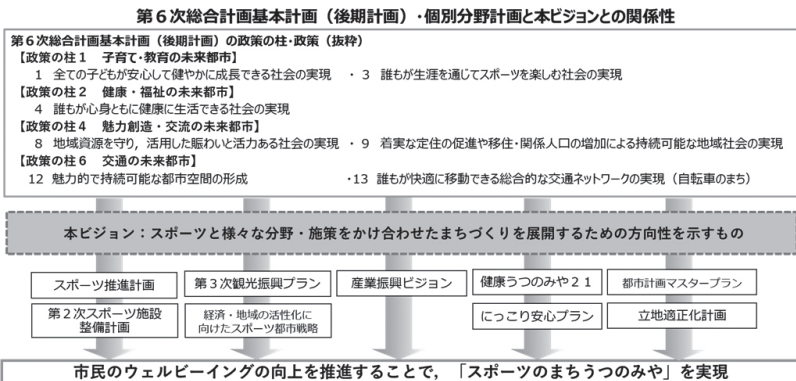 第６次総合計画基本計画（後期計画）・個別分野計画と本ビジョンとの関係性
第６次総合計画基本計画（後期計画）の政策の柱・政策（抜粋）
【政策の柱１　子育て・教育の未来都市】
1　全ての子どもが安心して健やかに成長できる社会の実現　・ 3　誰もが生涯を通じてスポーツを楽しむ社会の実現
【政策の柱２　健康・福祉の未来都市】
4　誰もが心身ともに健康に生活できる社会の実現
【政策の柱４　魅力創造・交流の未来都市】
8　地域資源を守り，活用した賑わいと活力ある社会の実現　・ 9　着実な定住の促進や移住・関係人口の増加による持続可能な地域社会の実現
【政策の柱６　交通の未来都市】
12　魅力的で持続可能な都市空間の形成　・13　誰もが快適に移動できる総合的な交通ネットワークの実現（自転車のまち）
本ビジョン：スポーツと様々な分野・施策をかけ合わせたまちづくりを展開するための方向性を示すもの
スポーツ推進計画
第２次スポーツ施設
整備計画
第３次観光振興プラン
経済・地域の活性化に
向けたスポーツ都市戦略
産業振興ビジョン
健康うつのみや２１
にっこり安心プラン
都市計画マスタープラン
立地適正化計画
市民のウェルビーイングの向上を推進することで，「スポーツのまちうつのみや」を実現